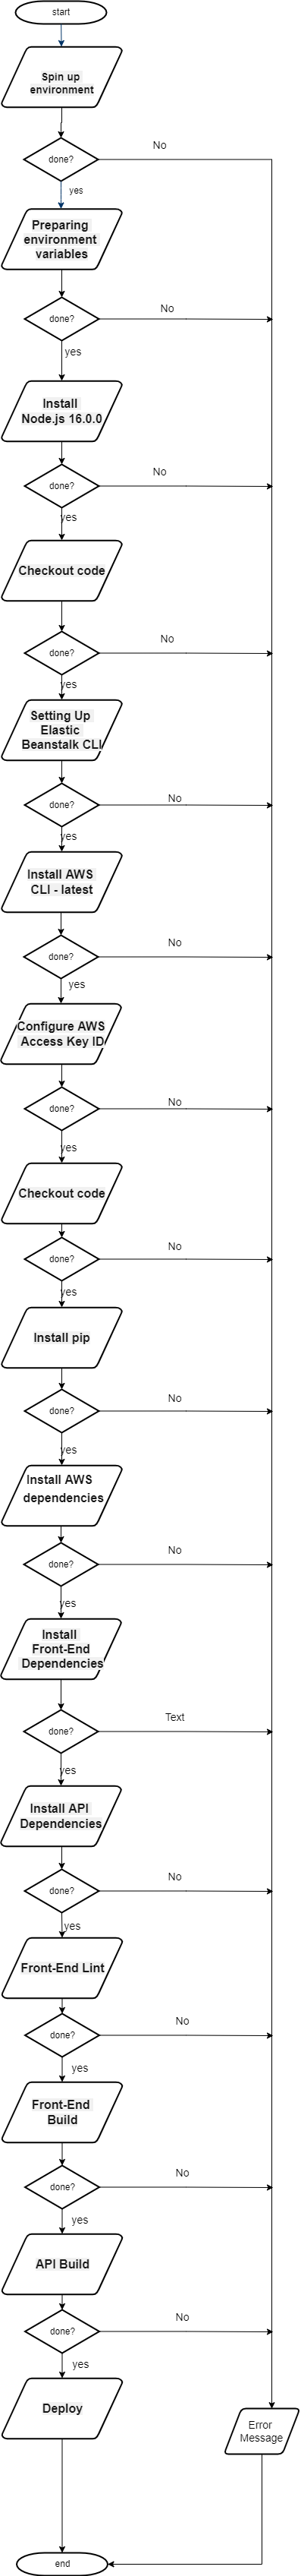 start
Spin up
environment
done?
No
yes
Preparing
environment
variables
done?
No
yes
Install
Node.js 16.0.0
done?
No
yes
Checkout code
done?
No
yes
Setting Up
Elastic
Beanstalk CLI
done?
No
yes
Install AWS
CLI - latest
done?
No
yes
Configure AWS
Access Key ID
done?
No
yes
Checkout code
done?
No
yes
Install pip
done?
No
yes
Install AWS
dependencies
done?
No
yes
Install
Front-End
Dependencies
done?
Text
yes
Install API
Dependencies
done?
No
yes
Front-End Lint
done?
No
yes
Front-End
Build
done?
No
yes
API Build
done?
No
yes
Deploy
Error
Message
end